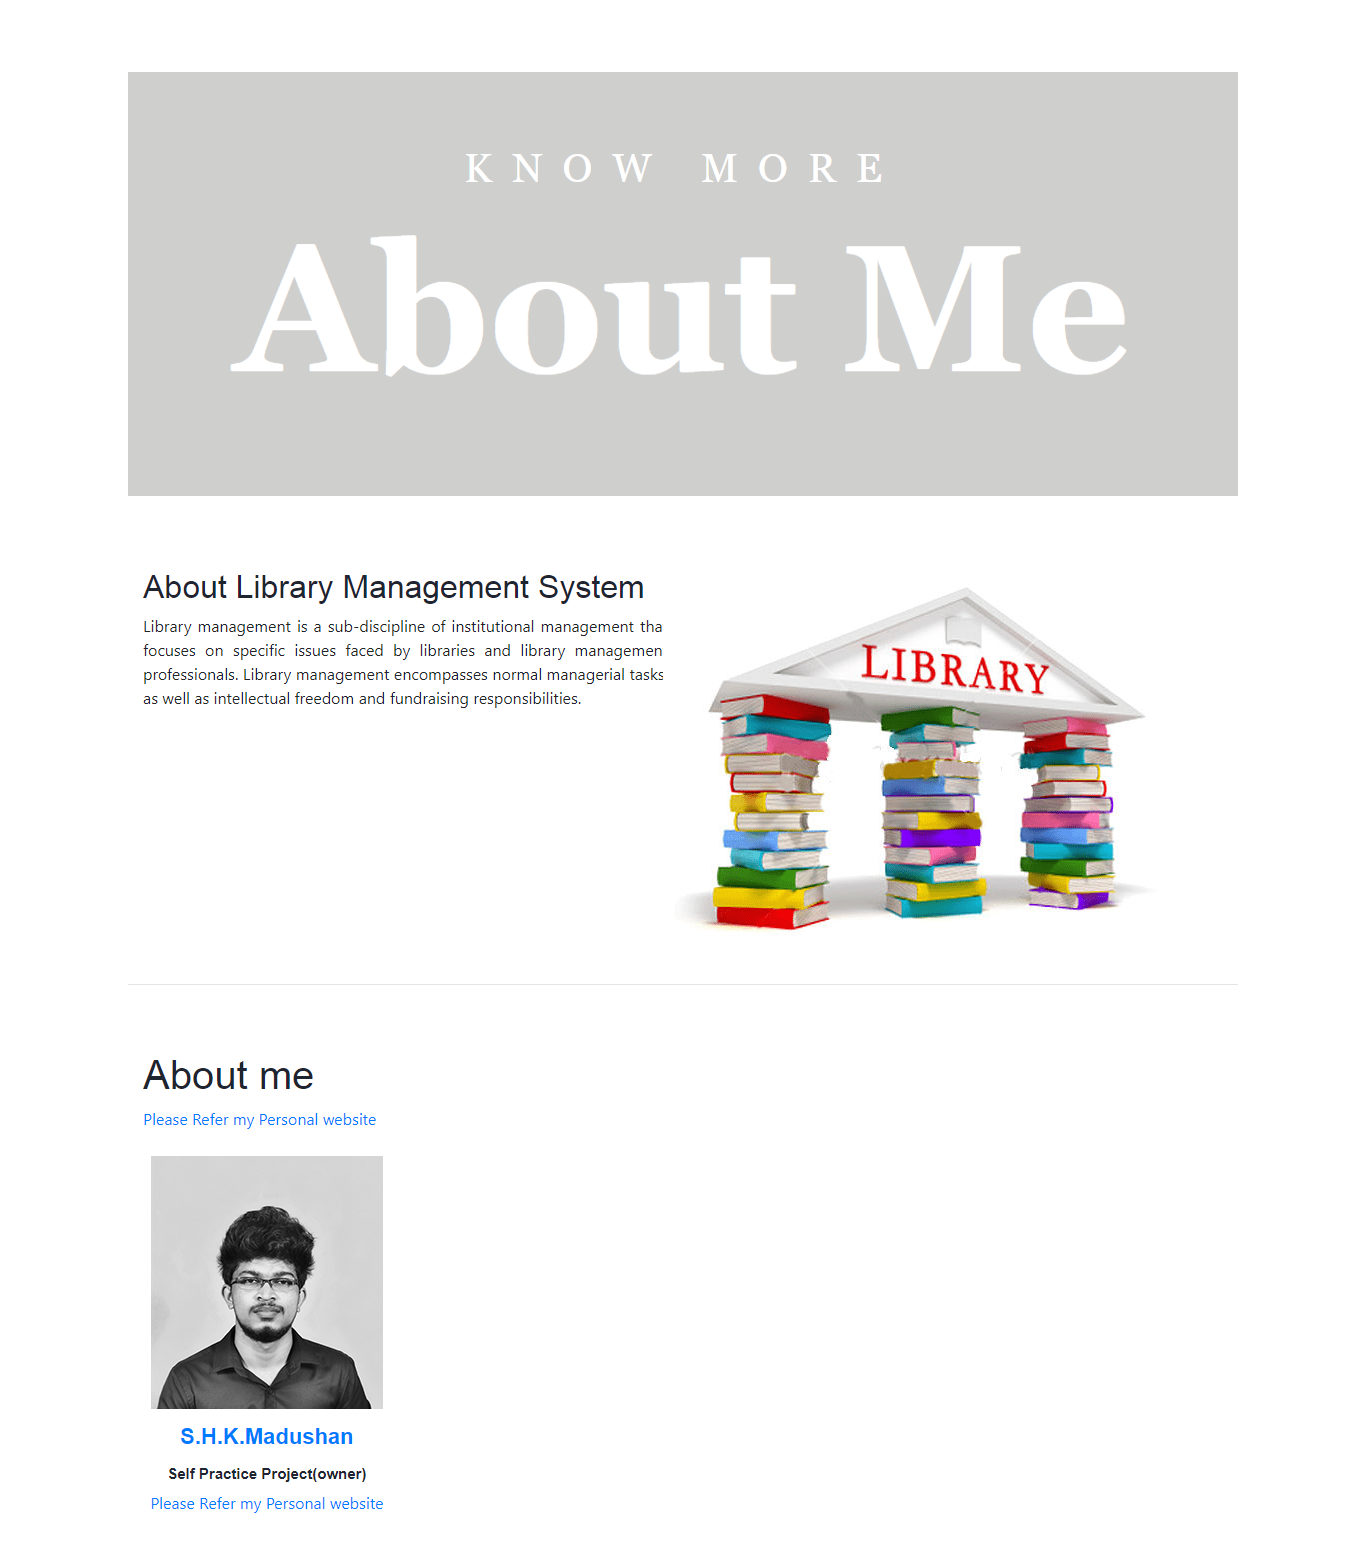 KNOW MORE
About Me
About Library Management System
Library management is a sub-discipline of institutional management tha
focuses on specific issues faced by libraries and library managemen
professionals. Library management encompasses normal managerial tasks
as well as intellectual freedom and fundraising responsibilities.
LIBRARY
About me
Please Refer my Personal website
S.H.K.Madushan
Self Practice Project(owner)
Please Refer my Personal website